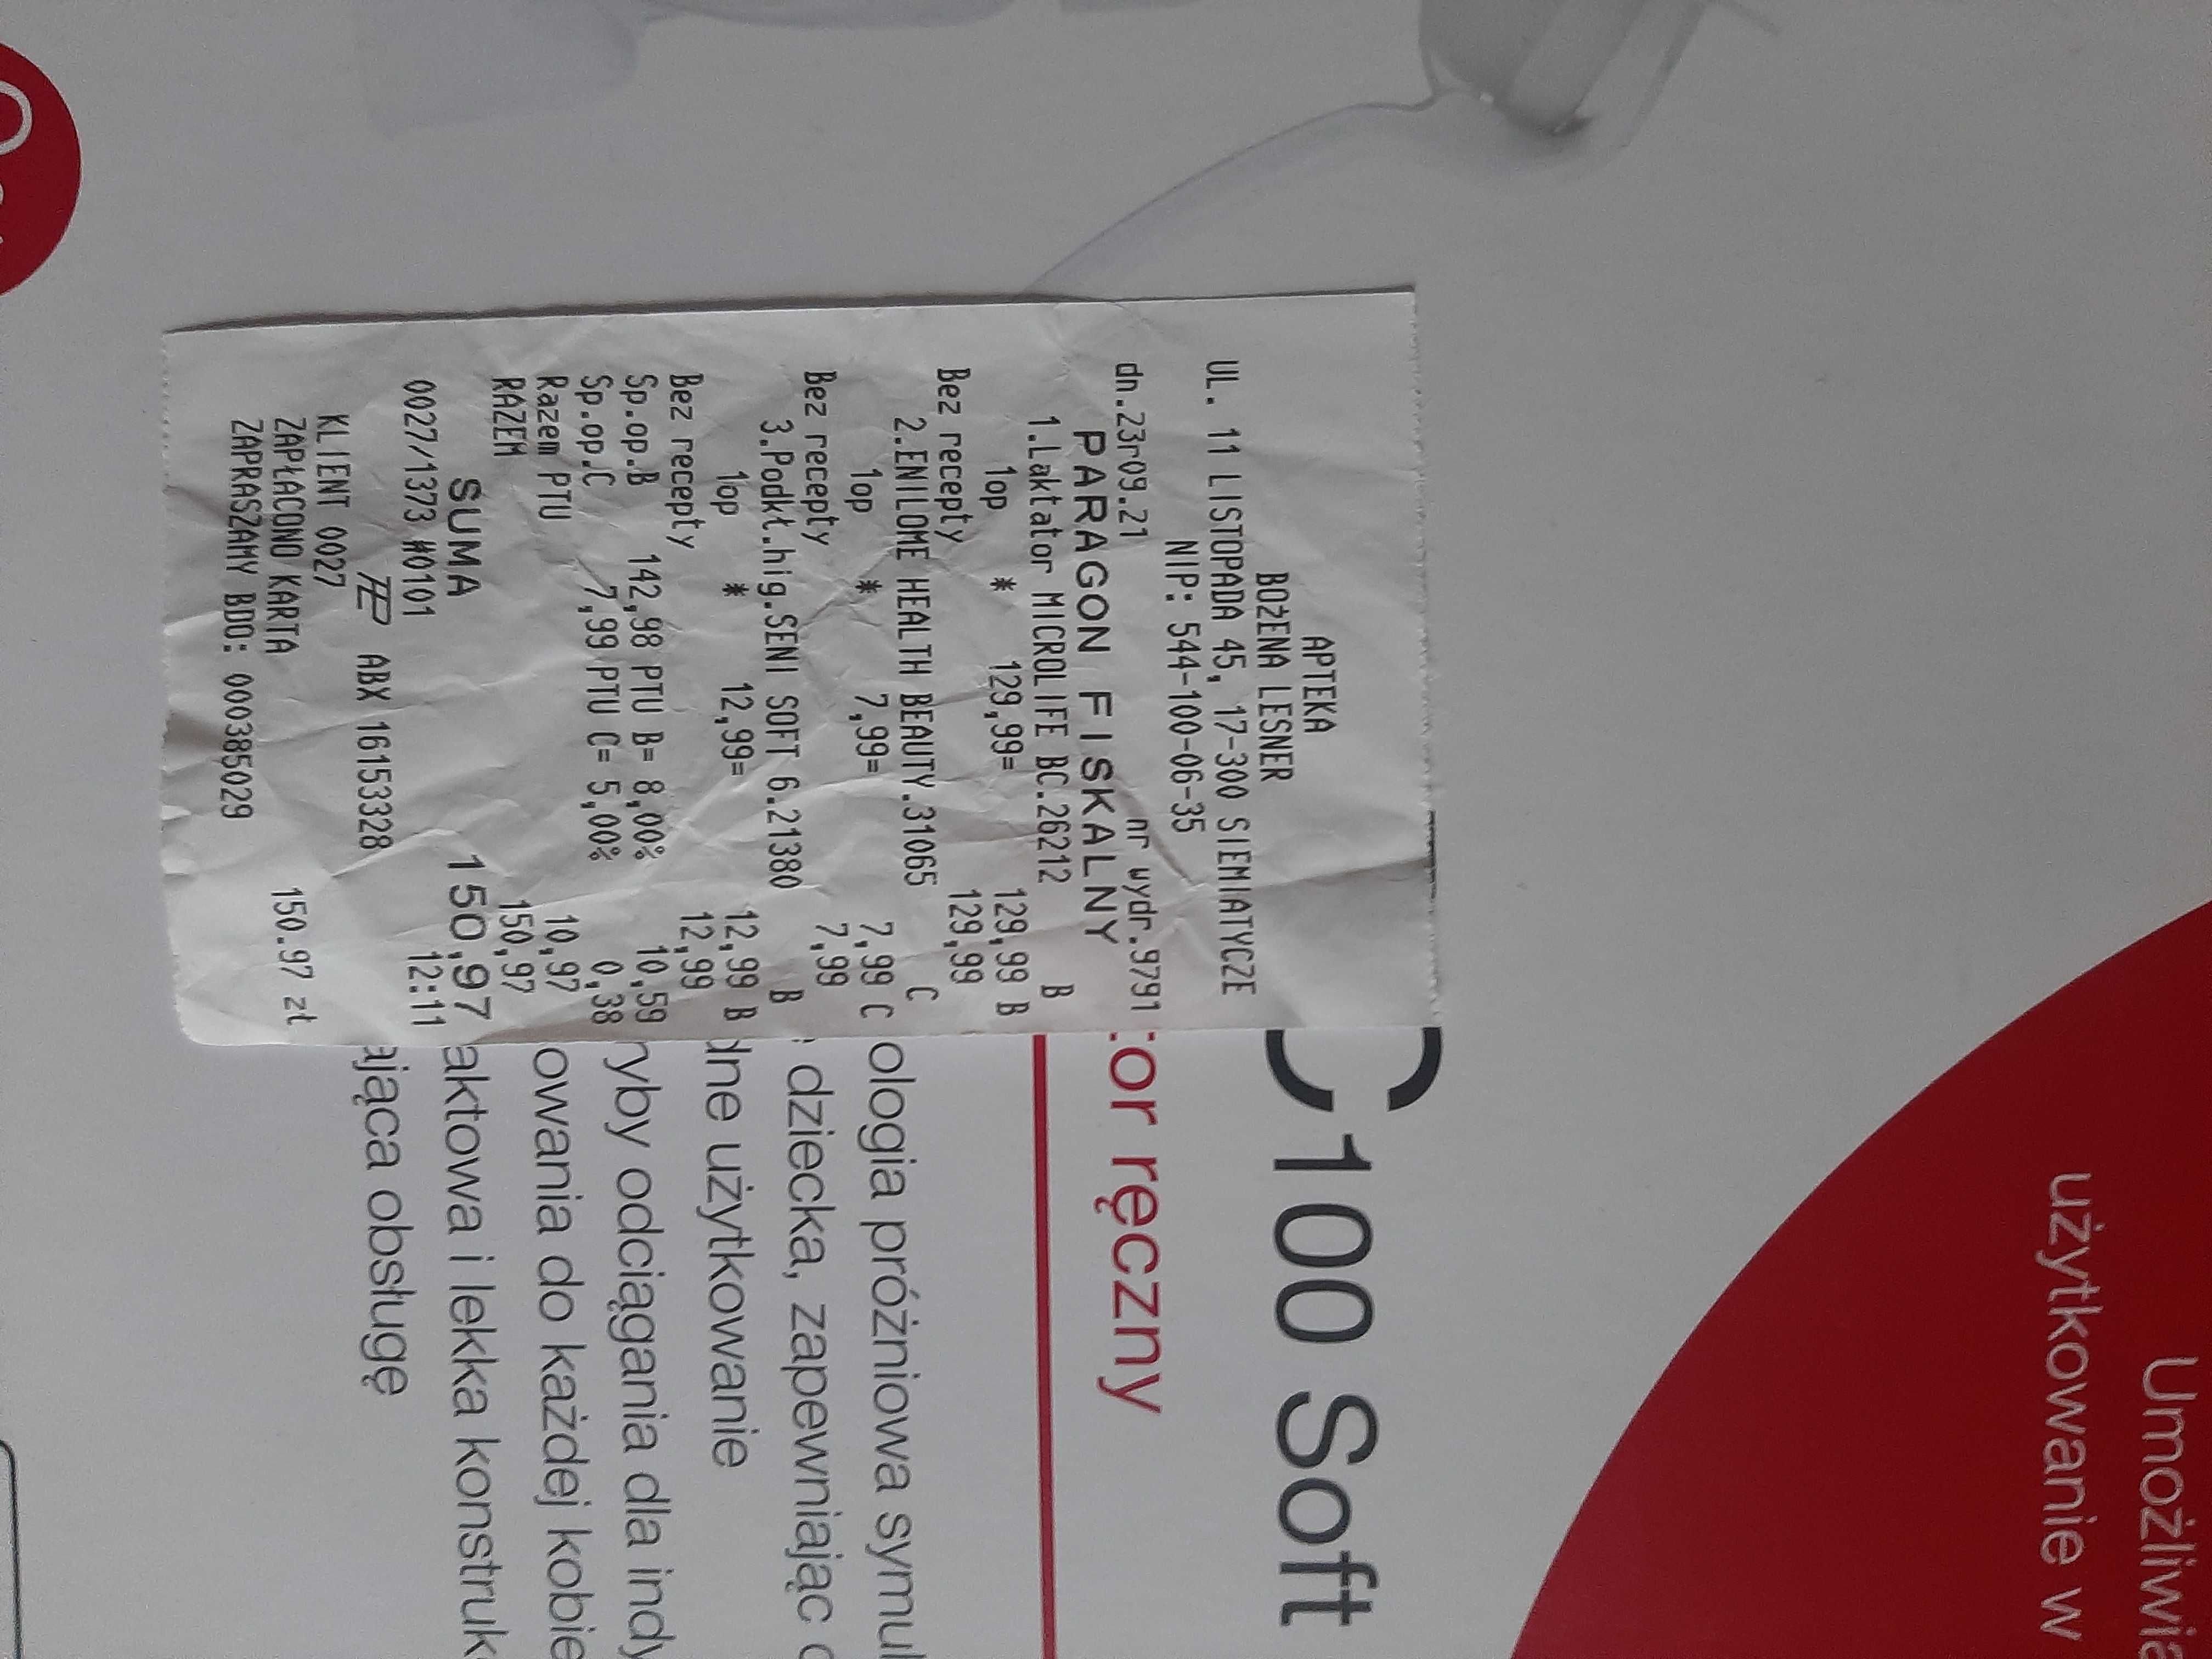 APTEKA
BOŻENA LESNER
UL. 11 LISTOPADA 45, 17-300 SIEMIATYCZE
NIP: 544-100-06-35
dn.23r09.21 nr wydr.9791
PARAGON FISKALNY
1.Laktator MICROLIFE BC.26212 B
1op * 129,99= 129,99 B
Bez recepty 129,99
2.ENILOME HEALTH BEAUTY.31065 C
1op * 7,99= 7,99 C
Bez recepty 7,99
3.Podkł.hig.SENI SOFT 6.21380 B
1op * 12,99= 12,99 B
Bez recepty 12,99
Sp.op.B 142,98 PTU B= 8,00% 10,59
Sp.op.C 7,99 PTU C= 5,00% 0,38
Razem PTU 10,97
RAZEM 150,97
SUMA 150,97
0027/1373 #0101 12:11
ABX 16153328
KLIENT 0027
ZAPŁACONO KARTA 150.97 zł
ZAPRASZAMY BDO: 000385029
C100 Soft
tor ręczny
ologia próżniowa symul
dziecka, zapewniając
dne użytkowanie
ryby odciągania dla indy
owania do każdej kobie
aktowa i lekka konstruk
ająca obsługę
Umożliwia
użytkowanie w